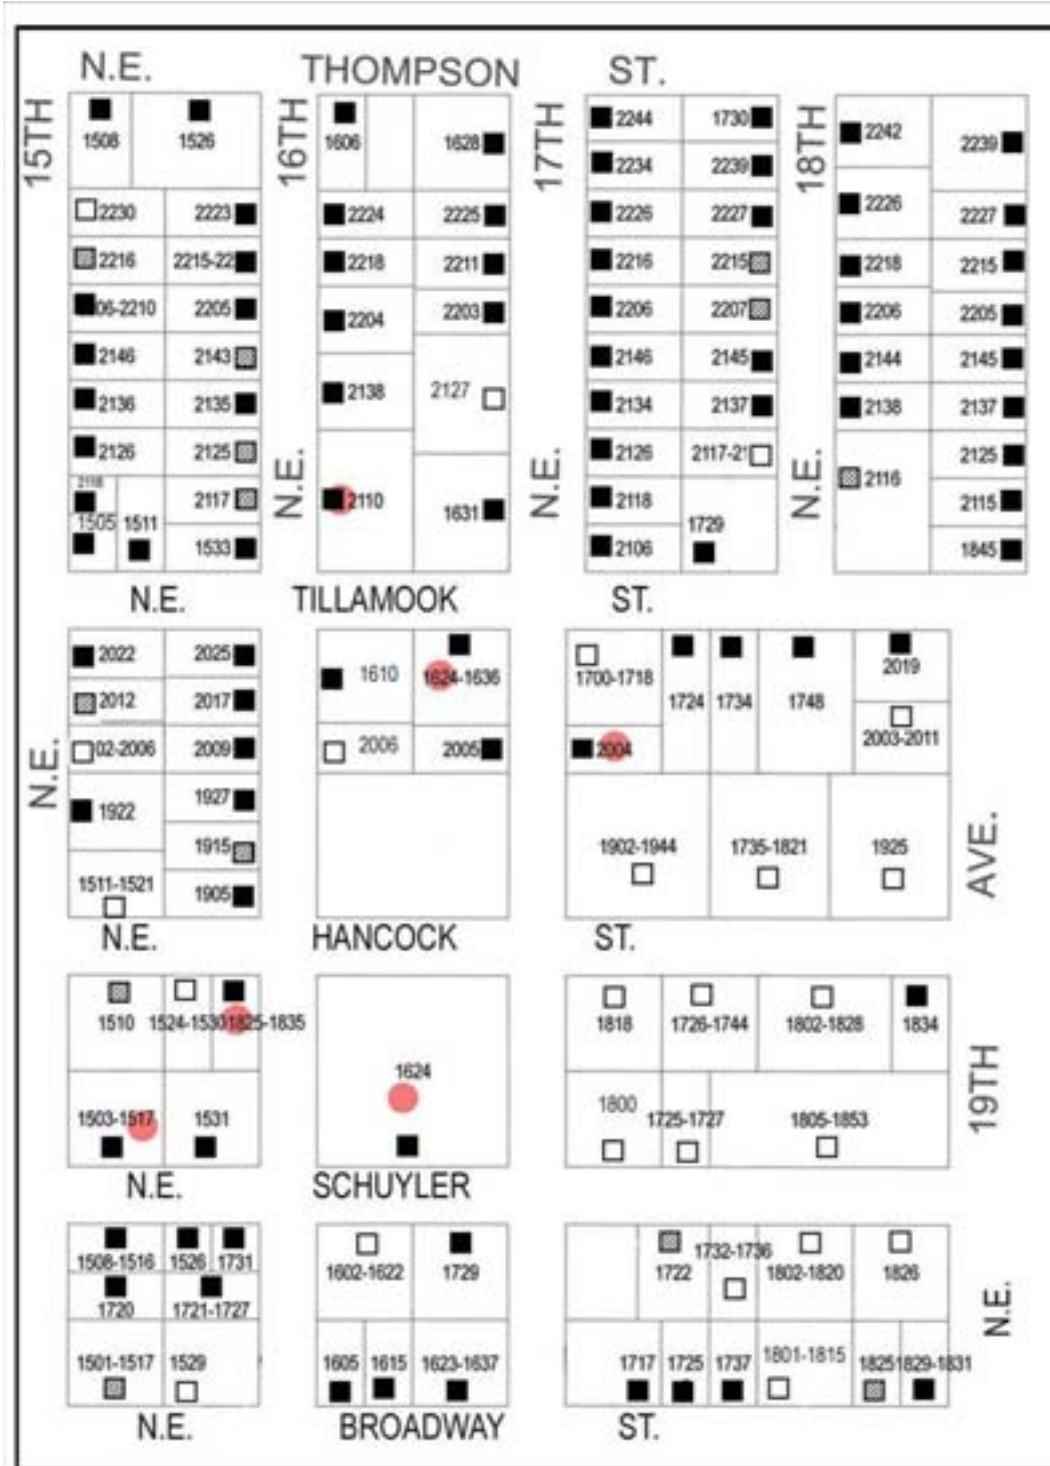 N.E. THOMPSON ST.
15TH 16TH 17TH 18TH
1508 1526 1606 1628 2244 1730 2242 2239
2234 2239
2230 2223 2224 2225 2226 2227 2226 2227
2216 2215-22 2218 2211 2216 2215 2218 2215
06-2210 2205 2204 2203 2206 2207 2206 2205
2146 2143 2146 2145 2144 2145
2136 2135 2138 2127 2134 2137 2138 2137
2126 2125 2126 2117-21 2125
2118 2117 2110 1631 2118 2116 2115
1505 1511 1533 2106 1729 1845
N.E. N.E. N.E.
N.E. TILLAMOOK ST.
2022 2025 1610 1624-1636 1700-1718 1724 1734 1748 2019
2012 2017
02-2006 2009 2006 2005 2004 2003-2011
N.E.
1922 1927
1915 1902-1944 1735-1821 1925
1511-1521 1905
AVE.
N.E. HANCOCK ST.
1510 1524-1530 1825-1835 1818 1726-1744 1802-1828 1834
1624
1503-1517 1531 1800 1725-1727 1805-1853
19TH
N.E. SCHUYLER
1508-1516 1526 1731 1602-1622 1729 1722 1732-1736 1802-1820 1826
1720 1721-1727
N.E.
1501-1517 1529 1605 1615 1623-1637 1717 1725 1737 1801-1815 1825 1829-1831
N.E. BROADWAY ST.